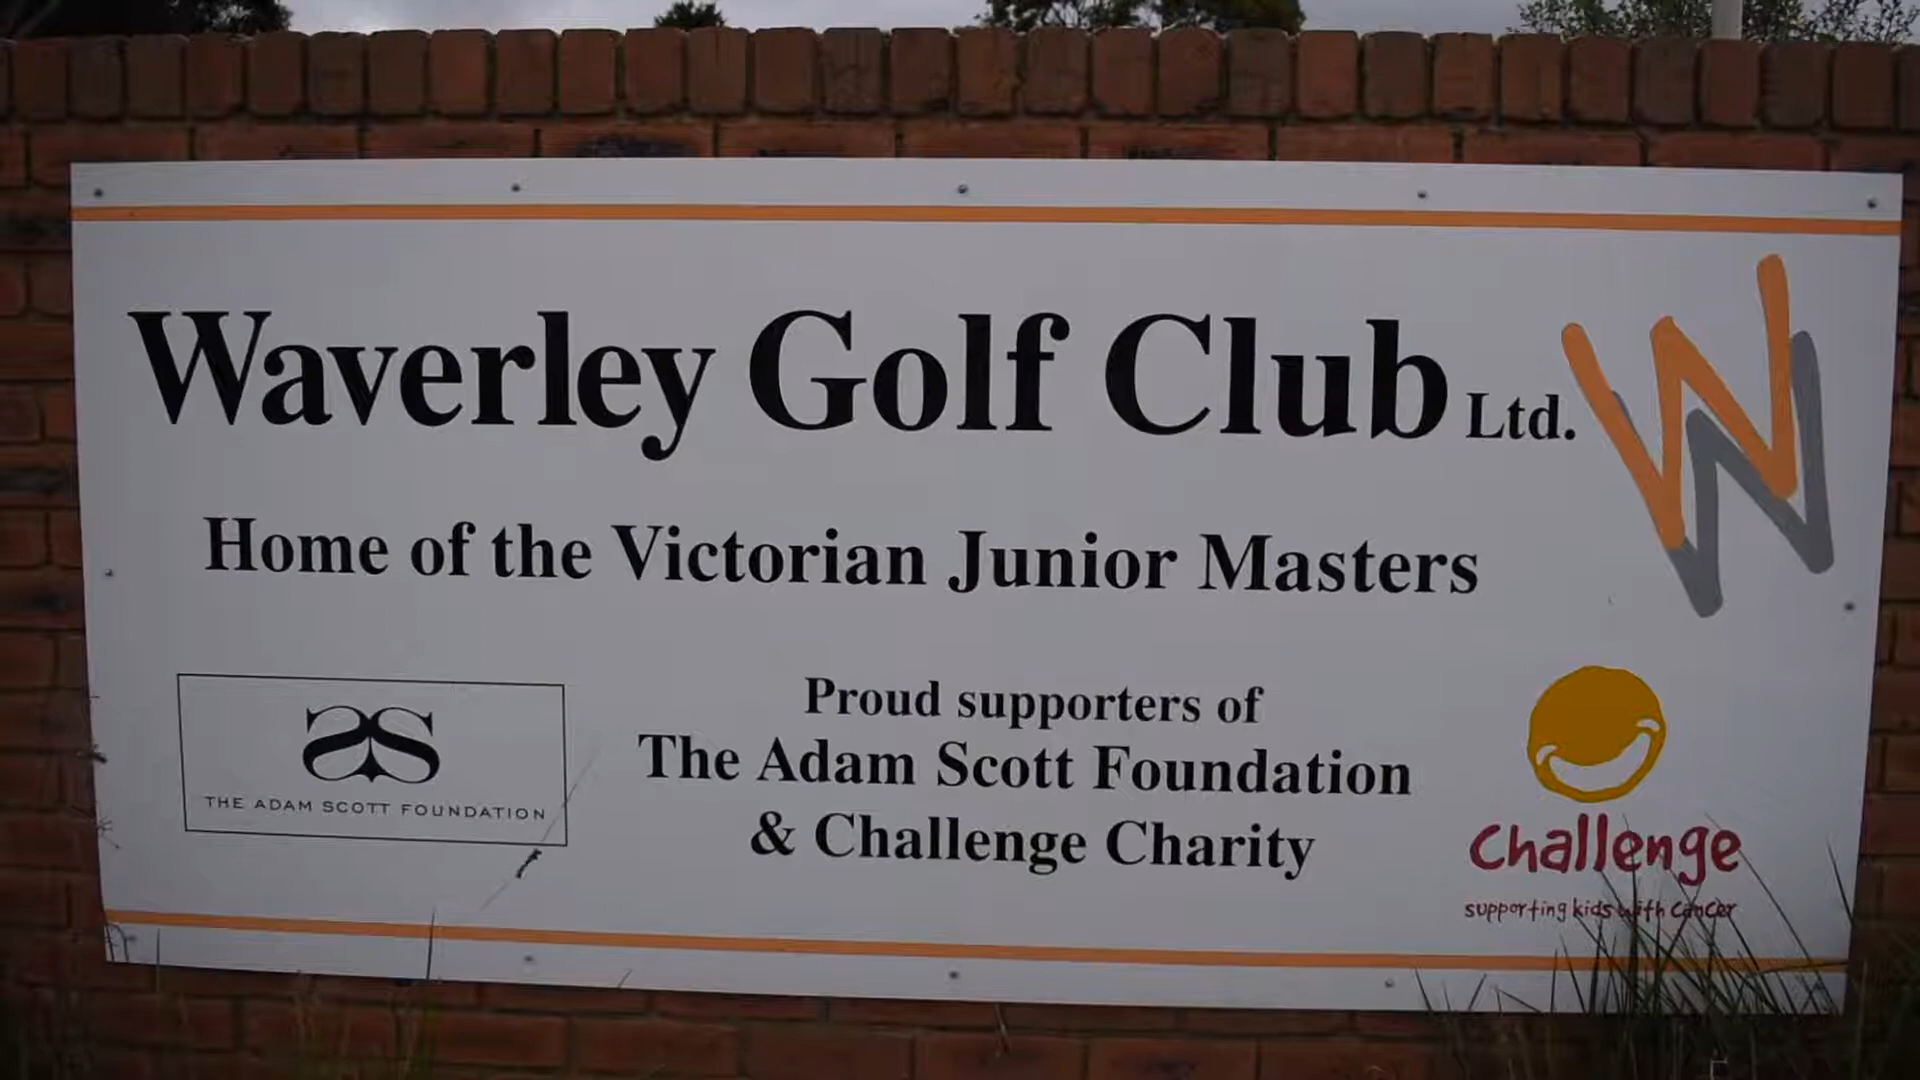 Waverley Golf Club Ltd.
Home of the Victorian Junior Masters
Proud supporters of
The Adam Scott Foundation
& Challenge Charity
THE ADAM SCOTT FOUNDATION
Challenge
supporting kids with cancer